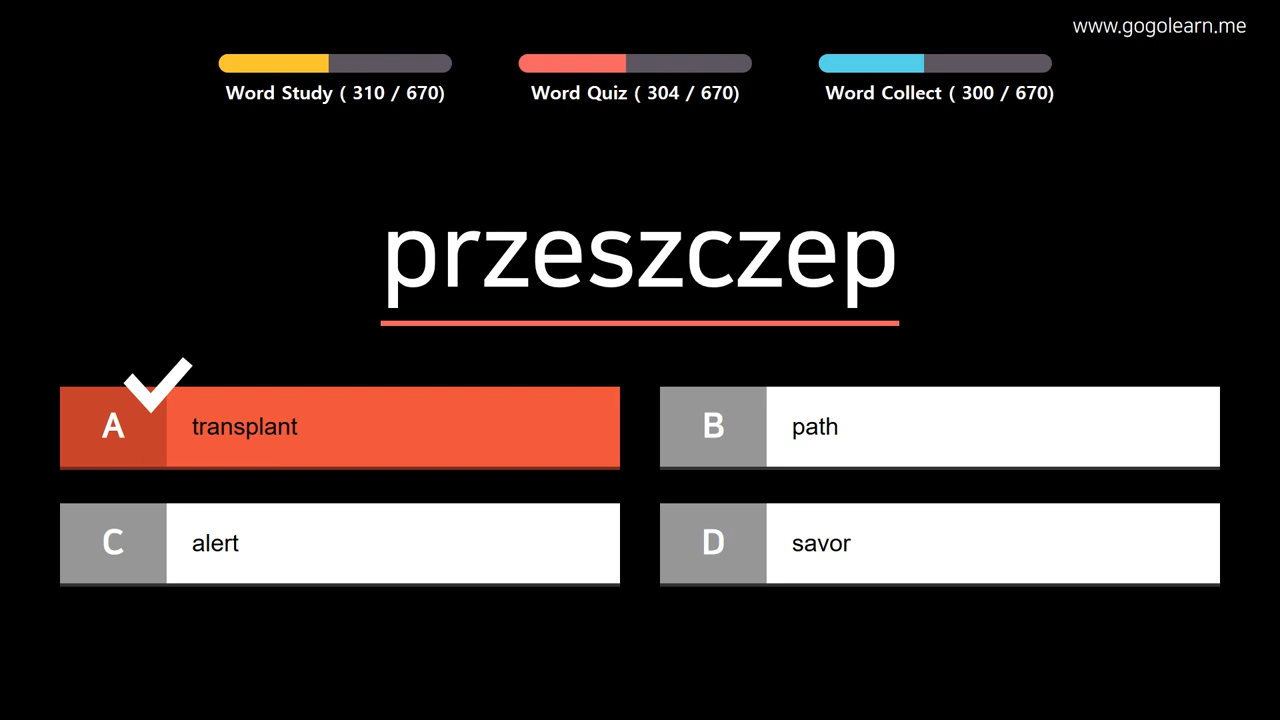 www.gogolearn.me
Word Study ( 310 / 670)
Word Quiz ( 304 / 670)
Word Collect ( 300 / 670)
przeszczep
A transplant
B path
C alert
D savor